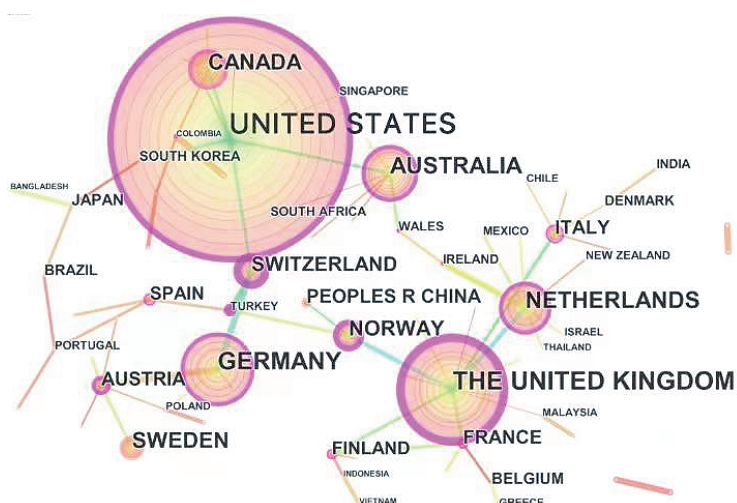 CANADA
SINGAPORE
UNITED STATES
COLOMBIA
SOUTH KOREA
AUSTRALIA
INDIA
CHILE
BANGLADESH
JAPAN
DENMARK
SOUTH AFRICA
WALES
MEXICO
ITALY
IRELAND
NEW ZEALAND
SWITZERLAND
BRAZIL
SPAIN
TURKEY
PEOPLES R CHINA
NETHERLANDS
NORWAY
ISRAEL
THAILAND
PORTUGAL
GERMANY
AUSTRIA
THE UNITED KINGDOM
POLAND
MALAYSIA
SWEDEN
FINLAND
FRANCE
INDONESIA
BELGIUM
VIETNAM
GREECE